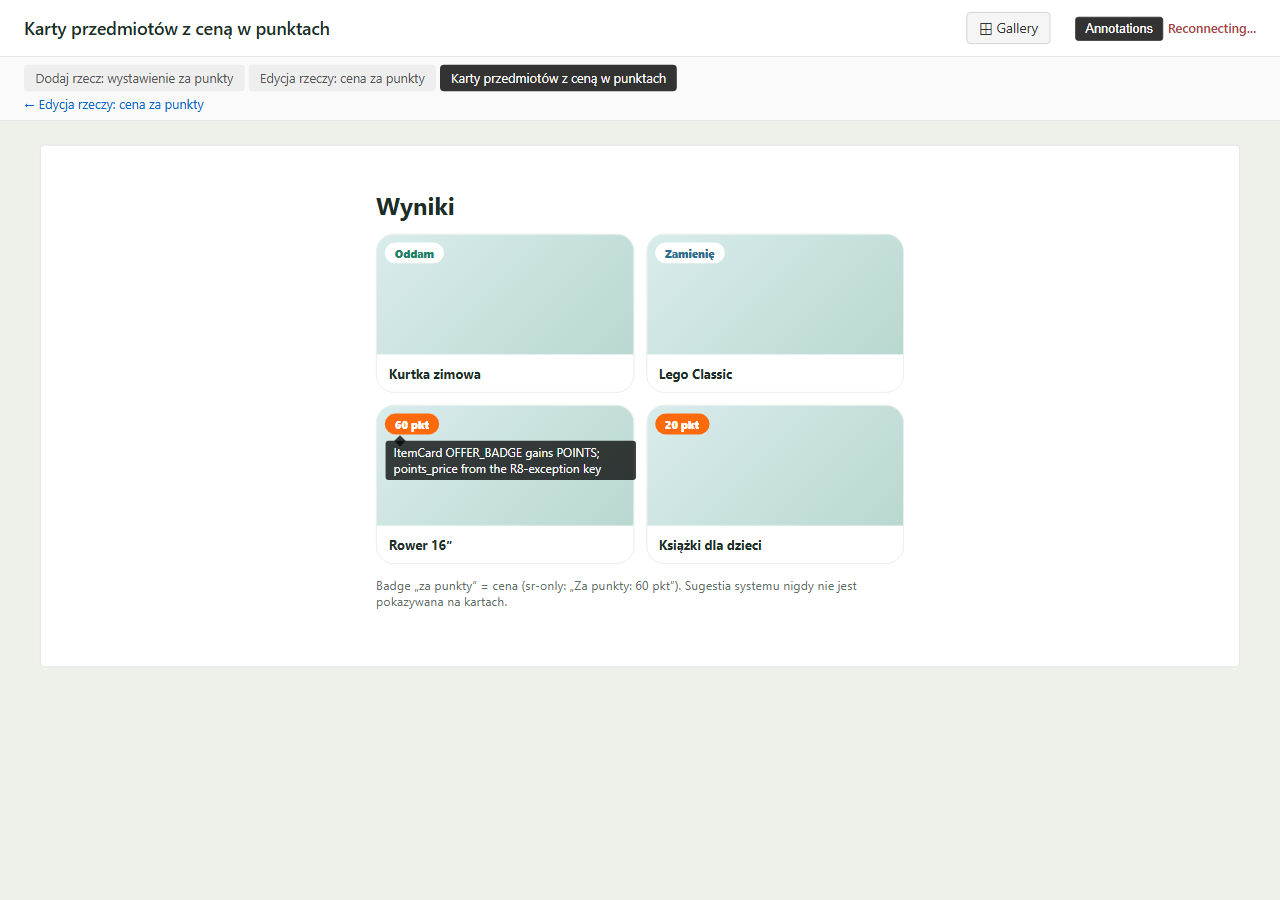 Karty przedmiotów z ceną w punktach
Gallery
Annotations
Reconnecting...
Dodaj rzecz: wystawienie za punkty
Edycja rzeczy: cena za punkty
Karty przedmiotów z ceną w punktach
← Edycja rzeczy: cena za punkty
Wyniki
Oddam
Zamienię
Kurtka zimowa
Lego Classic
60 pkt
20 pkt
ItemCard OFFER_BADGE gains POINTS;
points_price from the R8-exception key
Rower 16″
Książki dla dzieci
Badge „za punkty” = cena (sr-only: „Za punkty: 60 pkt”). Sugestia systemu nigdy nie jest
pokazywana na kartach.